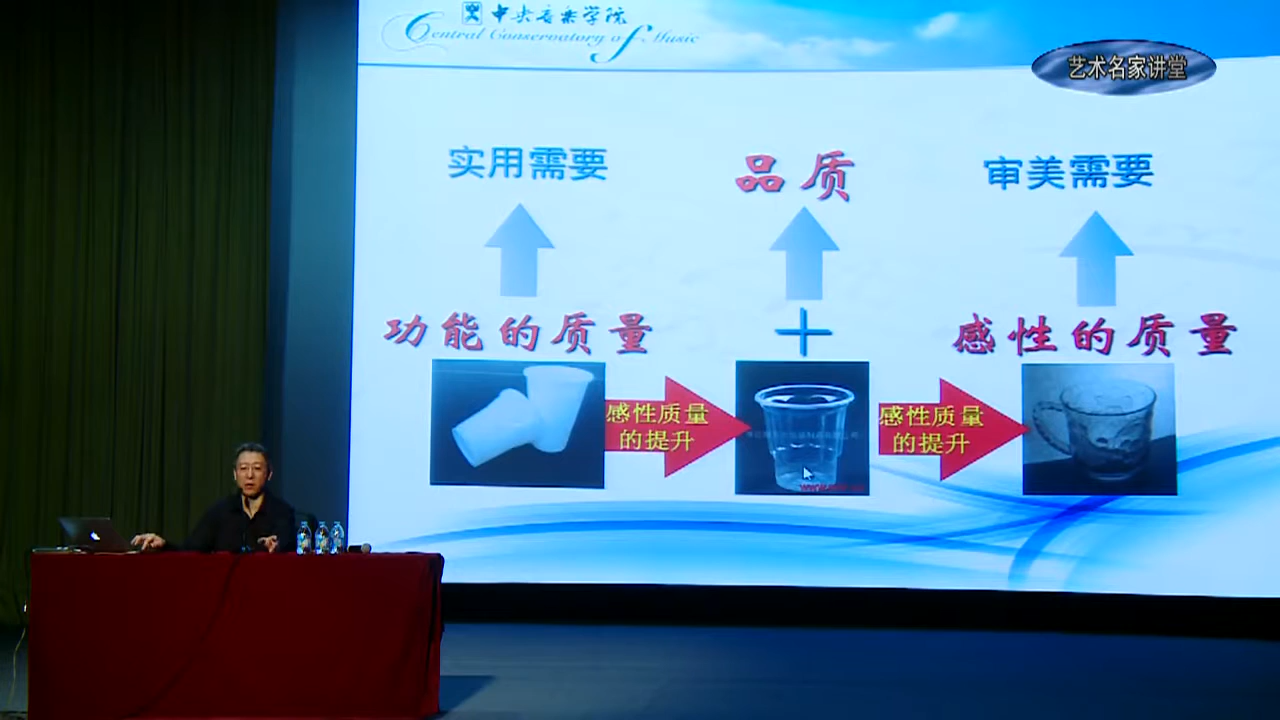 中央音乐学院
Central Conservatory of Music
艺术名家讲堂
实用需要
品质
审美需要
功能的质量
+
感性的质量
感性质量
的提升
感性质量
的提升